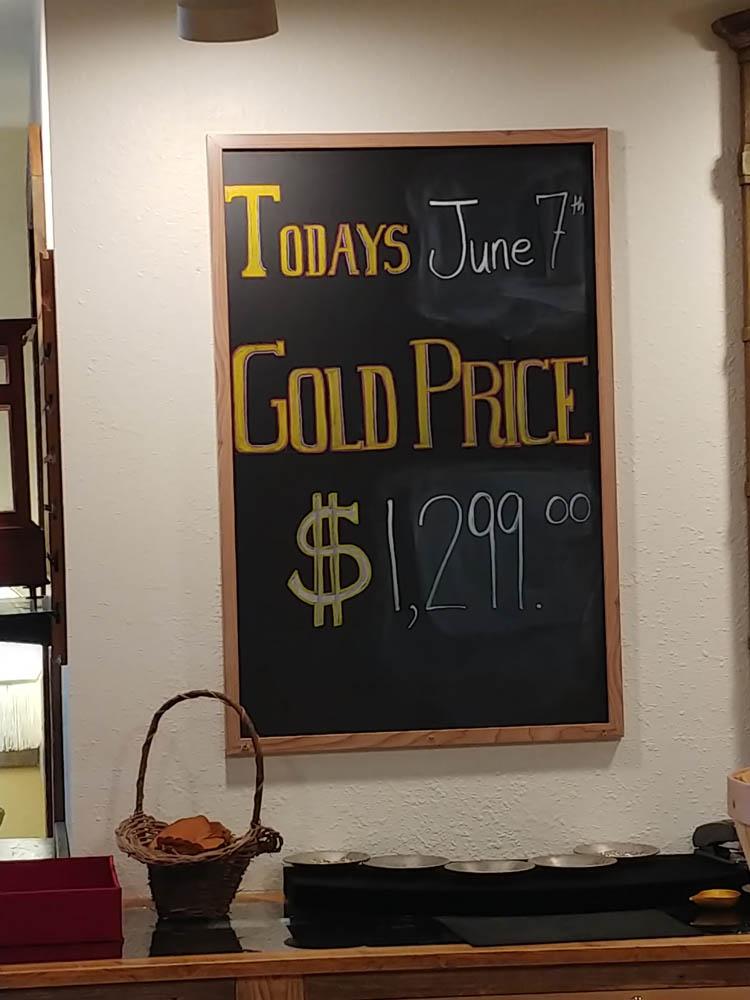 TODAYS June 7th
GOLD PRICE
$1,299.00